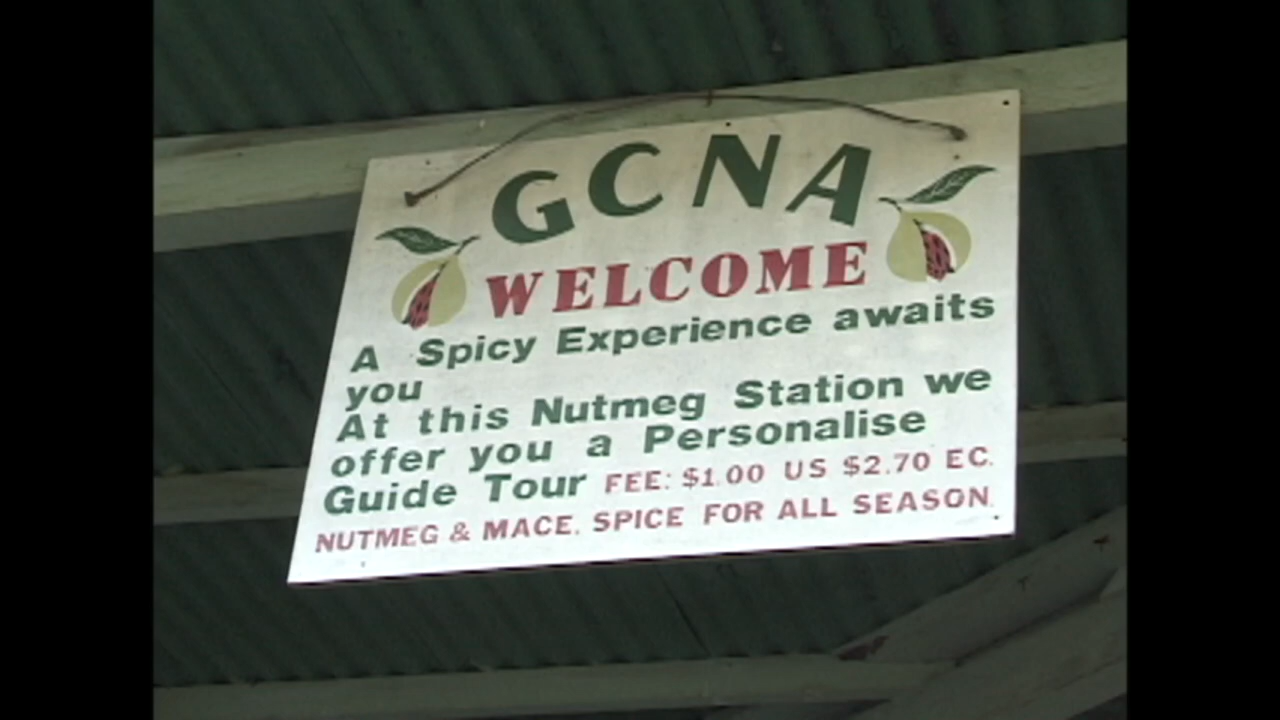 GCNA
WELCOME
A Spicy Experience awaits
you
At this Nutmeg Station we
offer you a Personalise
Guide Tour FEE: $1.00 US $2.70 EC.
NUTMEG & MACE. SPICE FOR ALL SEASON.